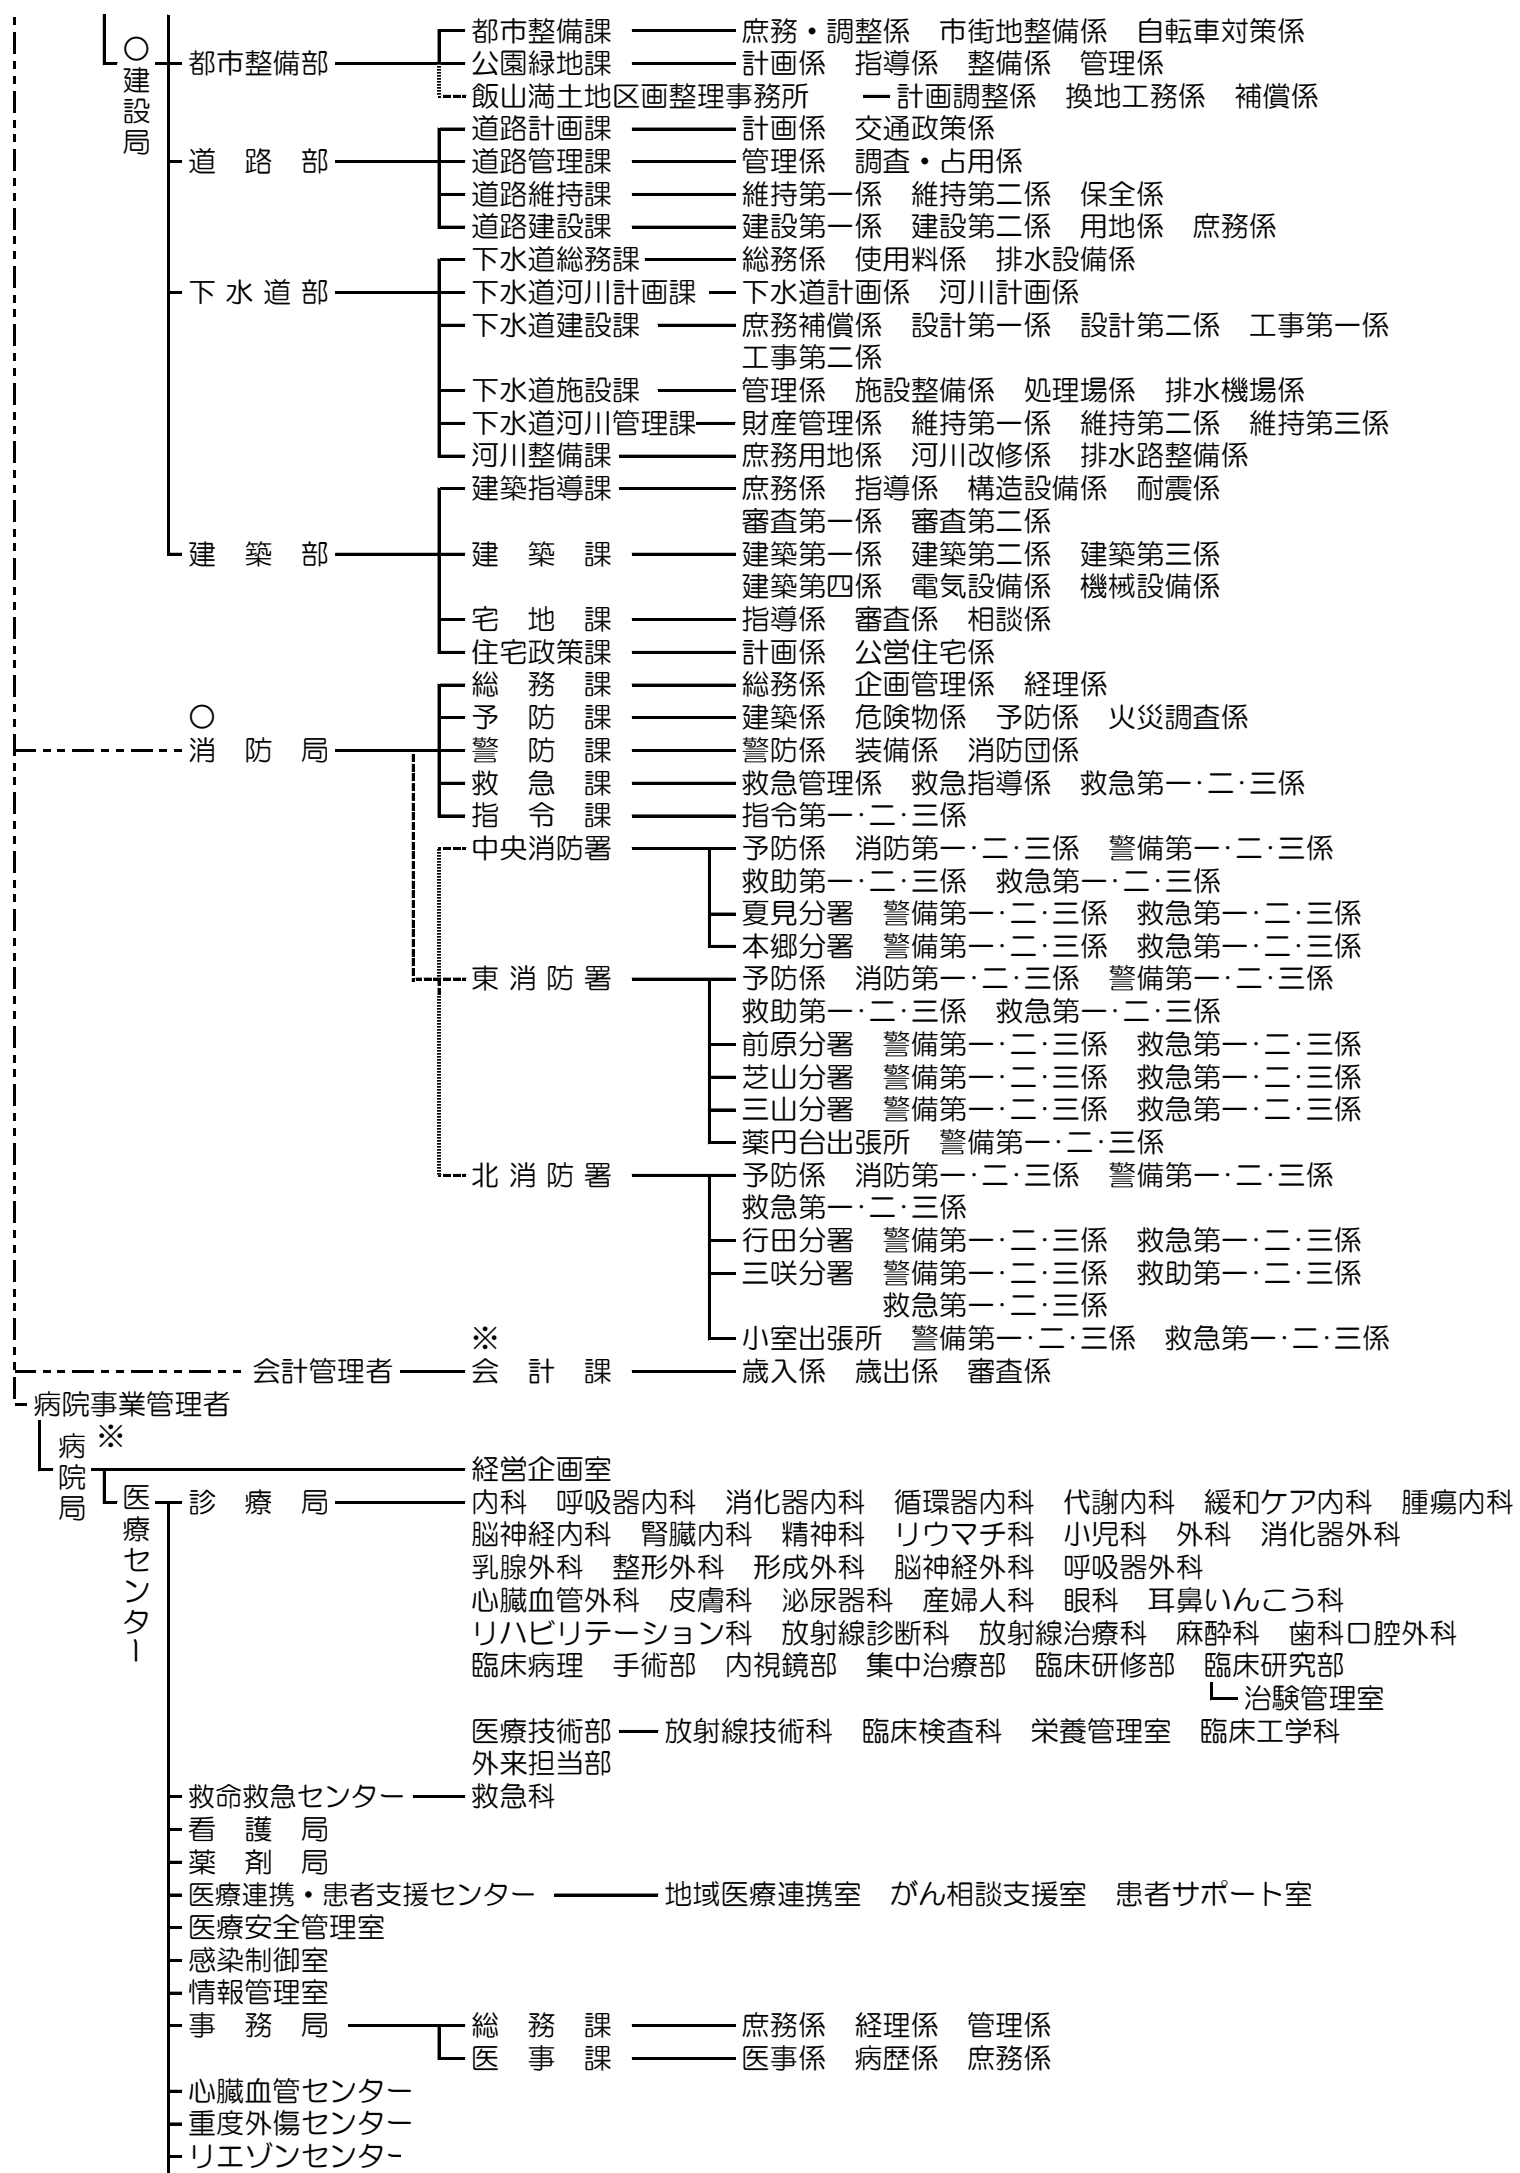 都市整備課 庶務・調整係 市街地整備係 自転車対策係
○建設局 都市整備部 公園緑地課 計画係 指導係 整備係 管理係
飯山満土地区画整理事務所 計画調整係 換地工務係 補償係
道路計画課 計画係 交通政策係
道路部 道路管理課 管理係 調査・占用係
道路維持課 維持第一係 維持第二係 保全係
道路建設課 建設第一係 建設第二係 用地係 庶務係
下水道総務課 総務係 使用料係 排水設備係
下水道部 下水道河川計画課 下水道計画係 河川計画係
下水道建設課 庶務補償係 設計第一係 設計第二係 工事第一係
工事第二係
下水道施設課 管理係 施設整備係 処理場係 排水機場係
下水道河川管理課 財産管理係 維持第一係 維持第二係 維持第三係
河川整備課 庶務用地係 河川改修係 排水路整備係
建築指導課 庶務係 指導係 構造設備係 耐震係
審査第一係 審査第二係
建築部 建築課 建築第一係 建築第二係 建築第三係
建築第四係 電気設備係 機械設備係
宅地課 指導係 審査係 相談係
住宅政策課 計画係 公営住宅係
総務課 総務係 企画管理係 経理係
○ 予防課 建築係 危険物係 予防係 火災調査係
消防局 警防課 警防係 装備係 消防団係
救急課 救急管理係 救急指導係 救急第一·二·三係
指令課 指令第一·二·三係
中央消防署 予防係 消防第一·二·三係 警備第一·二·三係
救助第一·二·三係 救急第一·二·三係
夏見分署 警備第一·二·三係 救急第一·二·三係
本郷分署 警備第一·二·三係 救急第一·二·三係
東消防署 予防係 消防第一·二·三係 警備第一·二·三係
救助第一·二·三係 救急第一·二·三係
前原分署 警備第一·二·三係 救急第一·二·三係
芝山分署 警備第一·二·三係 救急第一·二·三係
三山分署 警備第一·二·三係 救急第一·二·三係
薬円台出張所 警備第一·二·三係
北消防署 予防係 消防第一·二·三係 警備第一·二·三係
救急第一·二·三係
行田分署 警備第一·二·三係 救急第一·二·三係
三咲分署 警備第一·二·三係 救助第一·二·三係
救急第一·二·三係
※ 小室出張所 警備第一·二·三係 救急第一·二·三係
会計管理者 会計課 歳入係 歳出係 審査係
病院事業管理者
※
病院局 経営企画室
医療センター 診療局 内科 呼吸器内科 消化器内科 循環器内科 代謝内科 緩和ケア内科 腫瘍内科
脳神経内科 腎臓内科 精神科 リウマチ科 小児科 外科 消化器外科
乳腺外科 整形外科 形成外科 脳神経外科 呼吸器外科
心臓血管外科 皮膚科 泌尿器科 産婦人科 眼科 耳鼻いんこう科
リハビリテーション科 放射線診断科 放射線治療科 麻酔科 歯科口腔外科
臨床病理 手術部 内視鏡部 集中治療部 臨床研修部 臨床研究部
治験管理室
医療技術部 放射線技術科 臨床検査科 栄養管理室 臨床工学科
外来担当部
救命救急センター 救急科
看護局
薬剤局
医療連携・患者支援センター 地域医療連携室 がん相談支援室 患者サポート室
医療安全管理室
感染制御室
情報管理室
事務局 総務課 庶務係 経理係 管理係
医事課 医事係 病歴係 庶務係
心臓血管センター
重度外傷センター
リエゾンセンター